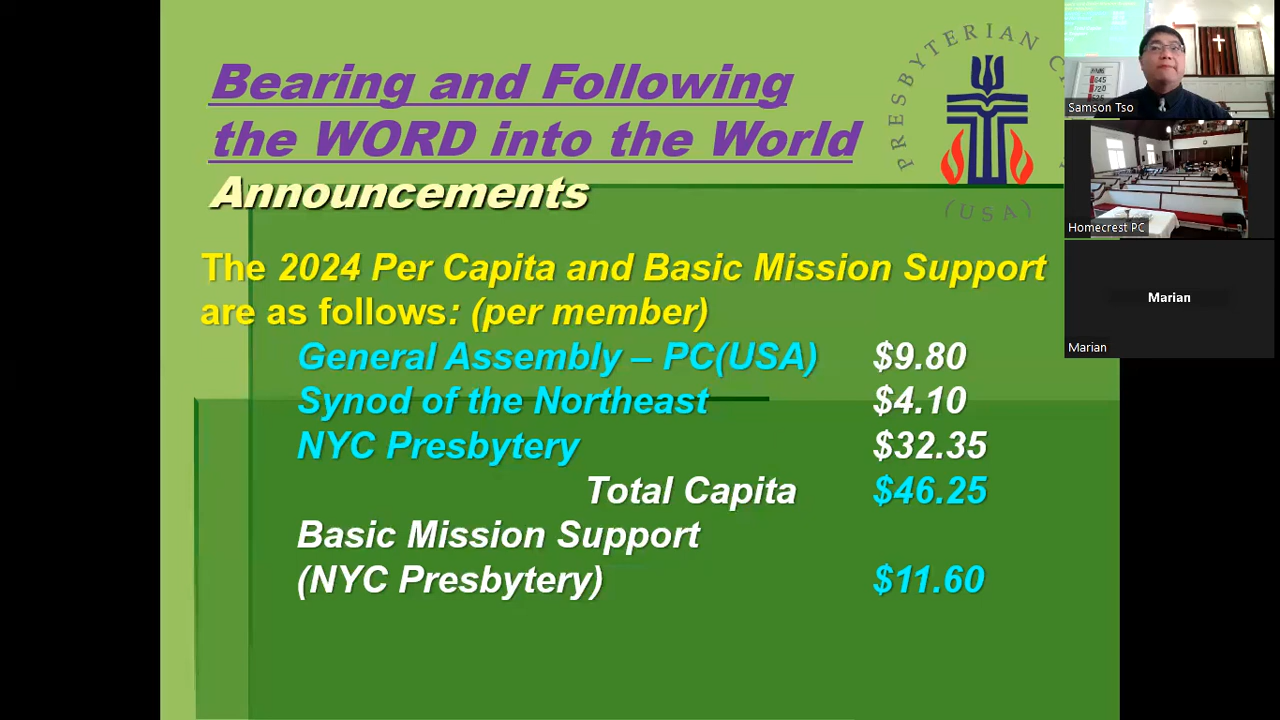 Bearing and Following
the WORD into the World
Announcements
PRESBYTERIAN C
(USA)
The 2024 Per Capita and Basic Mission Support
are as follows: (per member)
General Assembly – PC(USA) $9.80
Synod of the Northeast $4.10
NYC Presbytery $32.35
Total Capita $46.25
Basic Mission Support
(NYC Presbytery) $11.60
645
720
Samson Tso
Homecrest PC
Marian
Marian